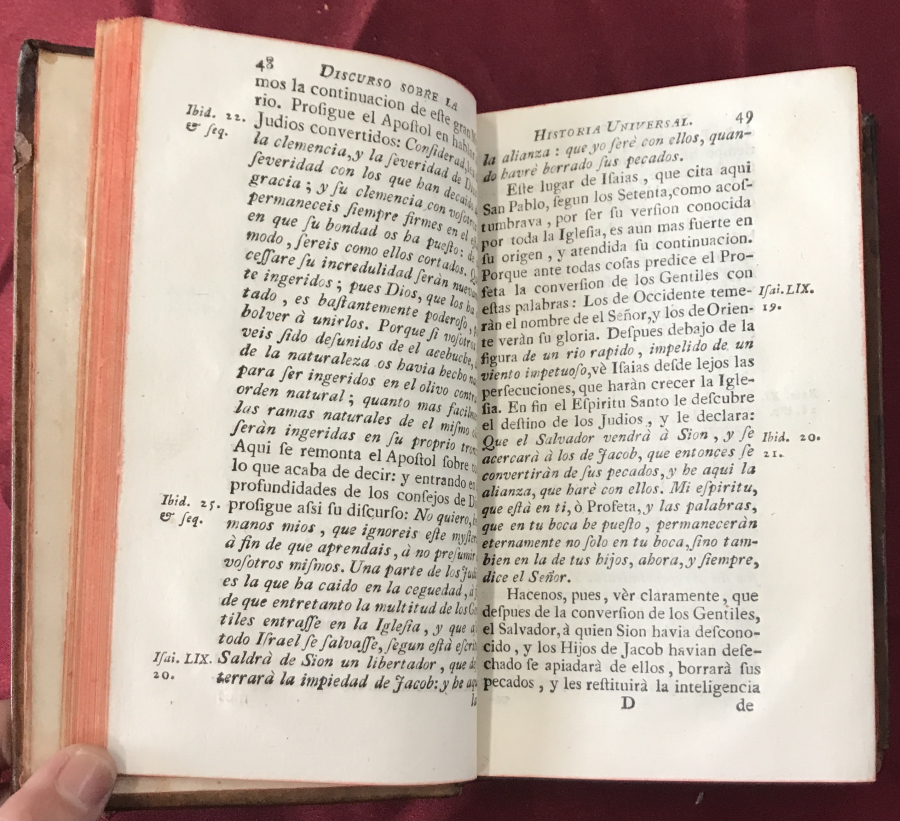 48 DISCURSO SOBRE LA
mos la continuacion de eſte gran
rio. Proſigue el Apoſtol en
Ibid. 22. Judios convertidos: Conſiderad,
& ſeq. la clemencia, y la ſeveridad de
ſeveridad con los que han
gracia; y ſu clemencia con
permaneceis ſiempre firmes en el
en que ſu bondad os ha pueſto:
modo, ſereis como ellos cortados.
ceſſare ſu incredulidad ſeràn
te ingeridos; pues Dios, que los
tado, es baſtantemente poderoſo,
bolver à unirlos. Porque ſi
veis ſido deſunidos de el acebuche,
de la naturaleza os havia hecho
para ſer ingeridos en el olivo
orden natural; quanto mas
las ramas naturales de el miſmo
ſeràn ingeridas en ſu proprio
Aqui ſe remonta el Apoſtol ſobre
lo que acaba de decir: y entrando
profundidades de los conſejos de
Ibid. 25. proſigue aſsi ſu diſcurſo: No quiero,
& ſeq. manos mios, que ignoreis eſte
à fin de que aprendais, à no
voſotros miſmos. Una parte de los
es la que ha caido en la ceguedad,
de que entretanto la multitud de los
tiles entraſſe en la Igleſia, y que
todo Iſrael ſe ſalvaſſe, ſegun eſtà
Iſai. LIX. Saldrà de Sion un libertador, que
20. terrarà la impiedad de Jacob: y he
HISTORIA UNIVERSAL. 49
la alianza: que yo ſerè con ellos, quan-
do havrè borrado ſus pecados.
Eſte lugar de Iſaias, que cita aqui
San Pablo, ſegun los Setenta, como acoſ-
tumbrava, por ſer ſu verſion conocida
por toda la Igleſia, es aun mas fuerte en
ſu origen, y atendida ſu continuacion.
Porque ante todas coſas predice el Pro-
feta la converſion de los Gentiles con
eſtas palabras: Los de Occidente teme- Iſai. LIX.
ràn el nombre de el Señor, y los de Orien- 19.
te veràn ſu gloria. Deſpues debajo de la
figura de un rio rapido, impelido de un
viento impetuoſo, vè Iſaias deſde lejos las
perſecuciones, que haràn crecer la Igle-
ſia. En fin el Eſpiritu Santo le deſcubre
el deſtino de los Judios, y le declara:
Que el Salvador vendrà à Sion, y ſe Ibid. 20.
acercarà à los de Jacob, que entonces ſe 21.
convertiràn de ſus pecados, y he aqui la
alianza, que harè con ellos. Mi eſpiritu,
que eſtà en ti, ò Profeta, y las palabras,
que en tu boca he pueſto, permaneceràn
eternamente no ſolo en tu boca, ſino tam-
bien en la de tus hijos, ahora, y ſiempre,
dice el Señor.
Hacenos, pues, vèr claramente, que
deſpues de la converſion de los Gentiles,
el Salvador, à quien Sion havia deſcono-
cido, y los Hijos de Jacob havian deſe-
chado ſe apiadarà de ellos, borrarà ſus
pecados, y les reſtituirà la inteligencia
D de